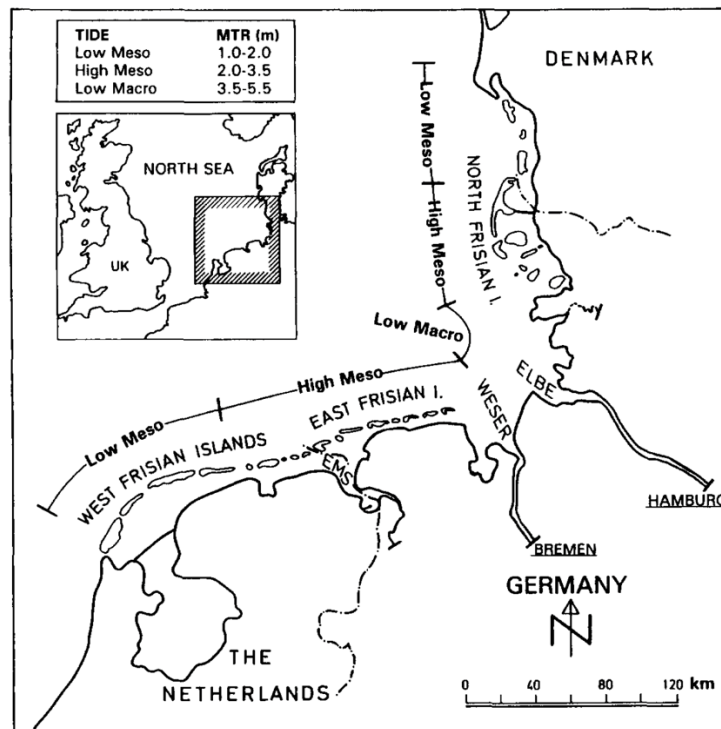 TIDE MTR (m)
Low Meso 1.0-2.0
High Meso 2.0-3.5
Low Macro 3.5-5.5
NORTH SEA
UK
DENMARK
Low Meso
High Meso
NORTH FRISIAN I.
Low Macro
High Meso
Low Meso
EAST FRISIAN I.
WEST FRISIAN ISLANDS
EMS
WESER
ELBE
HAMBURG
BREMEN
GERMANY
N
THE
NETHERLANDS
0 40 80 120 km